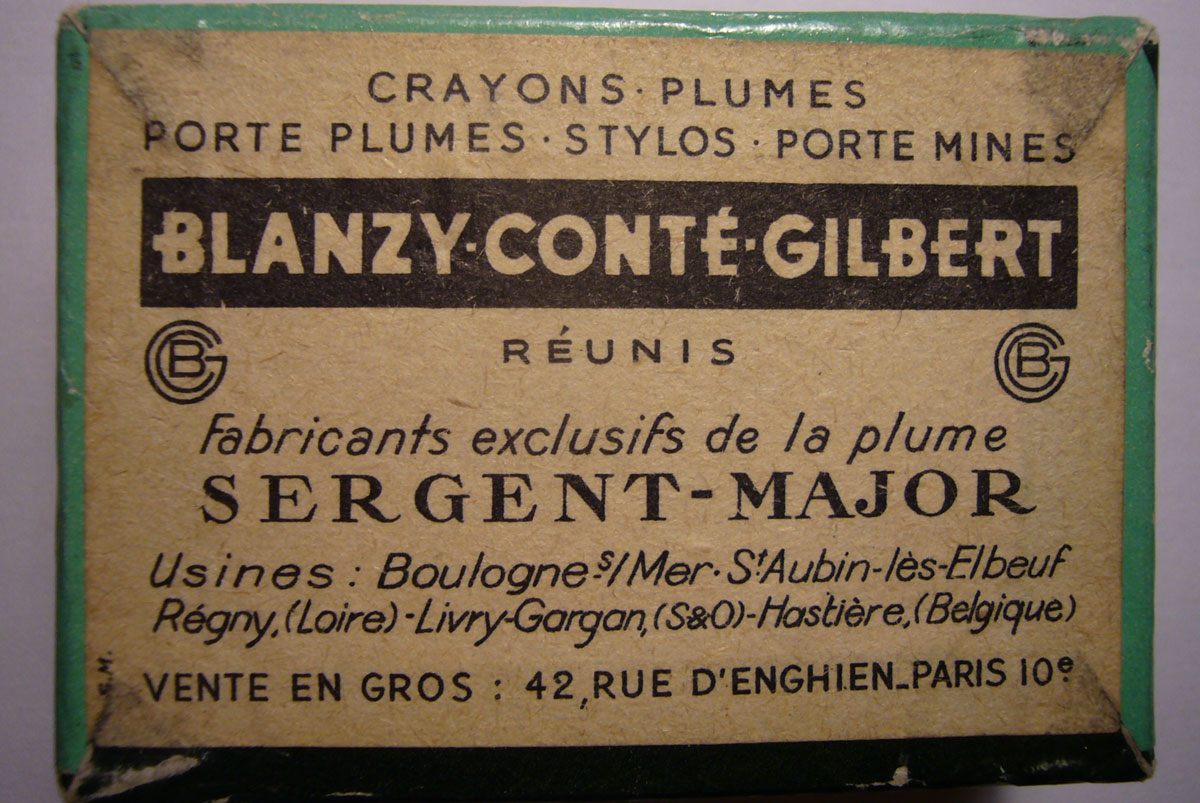 CRAYONS · PLUMES
PORTE PLUMES · STYLOS · PORTE MINES
BLANZY·CONTÉ·GILBERT
RÉUNIS
CBG CBG
Fabricants exclusifs de la plume
SERGENT-MAJOR
Usines : Boulogne-s/Mer · St Aubin-lès-Elbeuf
Régny, (Loire) - Livry-Gargan, (S&O) - Hastière, (Belgique)
S.M.
VENTE EN GROS : 42, RUE D'ENGHIEN_PARIS 10e